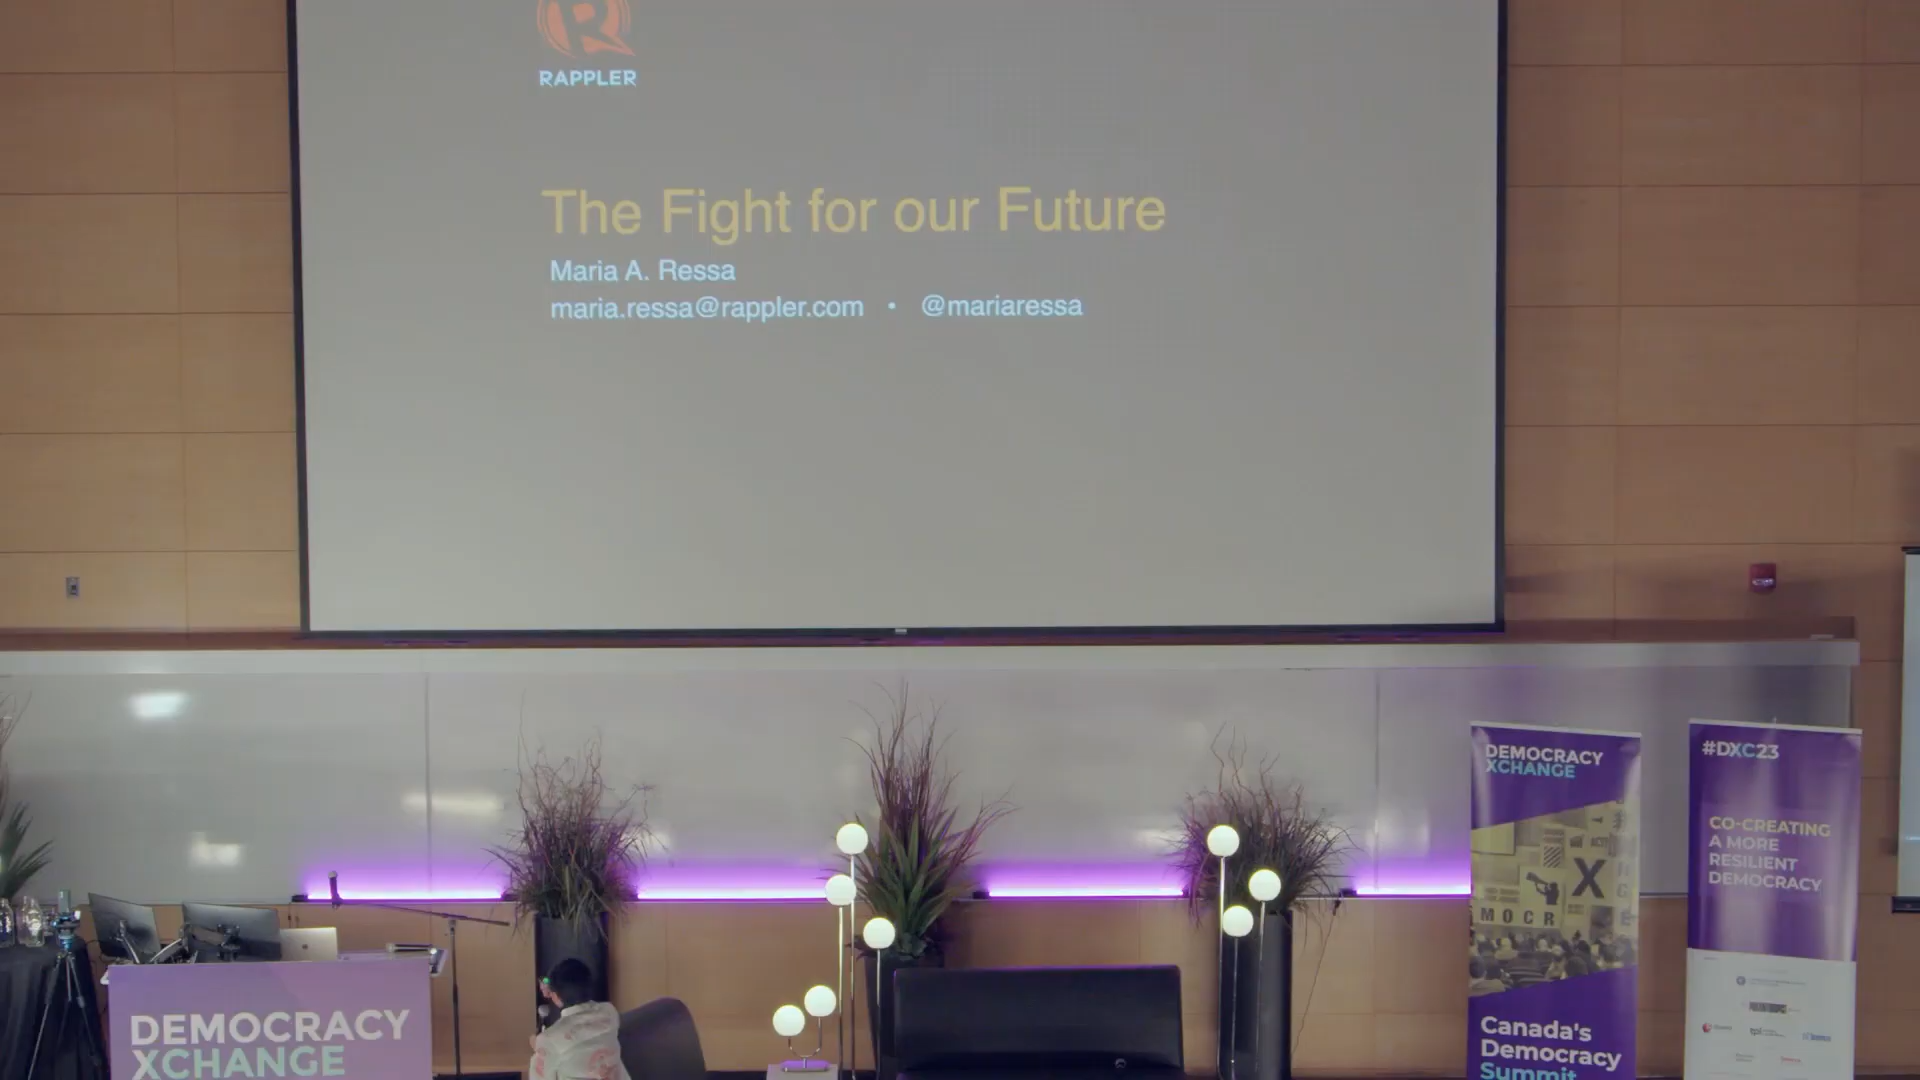 RAPPLER
The Fight for our Future
Maria A. Ressa
maria.ressa@rappler.com • @mariaressa
DEMOCRACY
XCHANGE
X
MOCR
Canada's
Democracy
Summit
#DXC23
CO-CREATING
A MORE
RESILIENT
DEMOCRACY
DEMOCRACY
XCHANGE